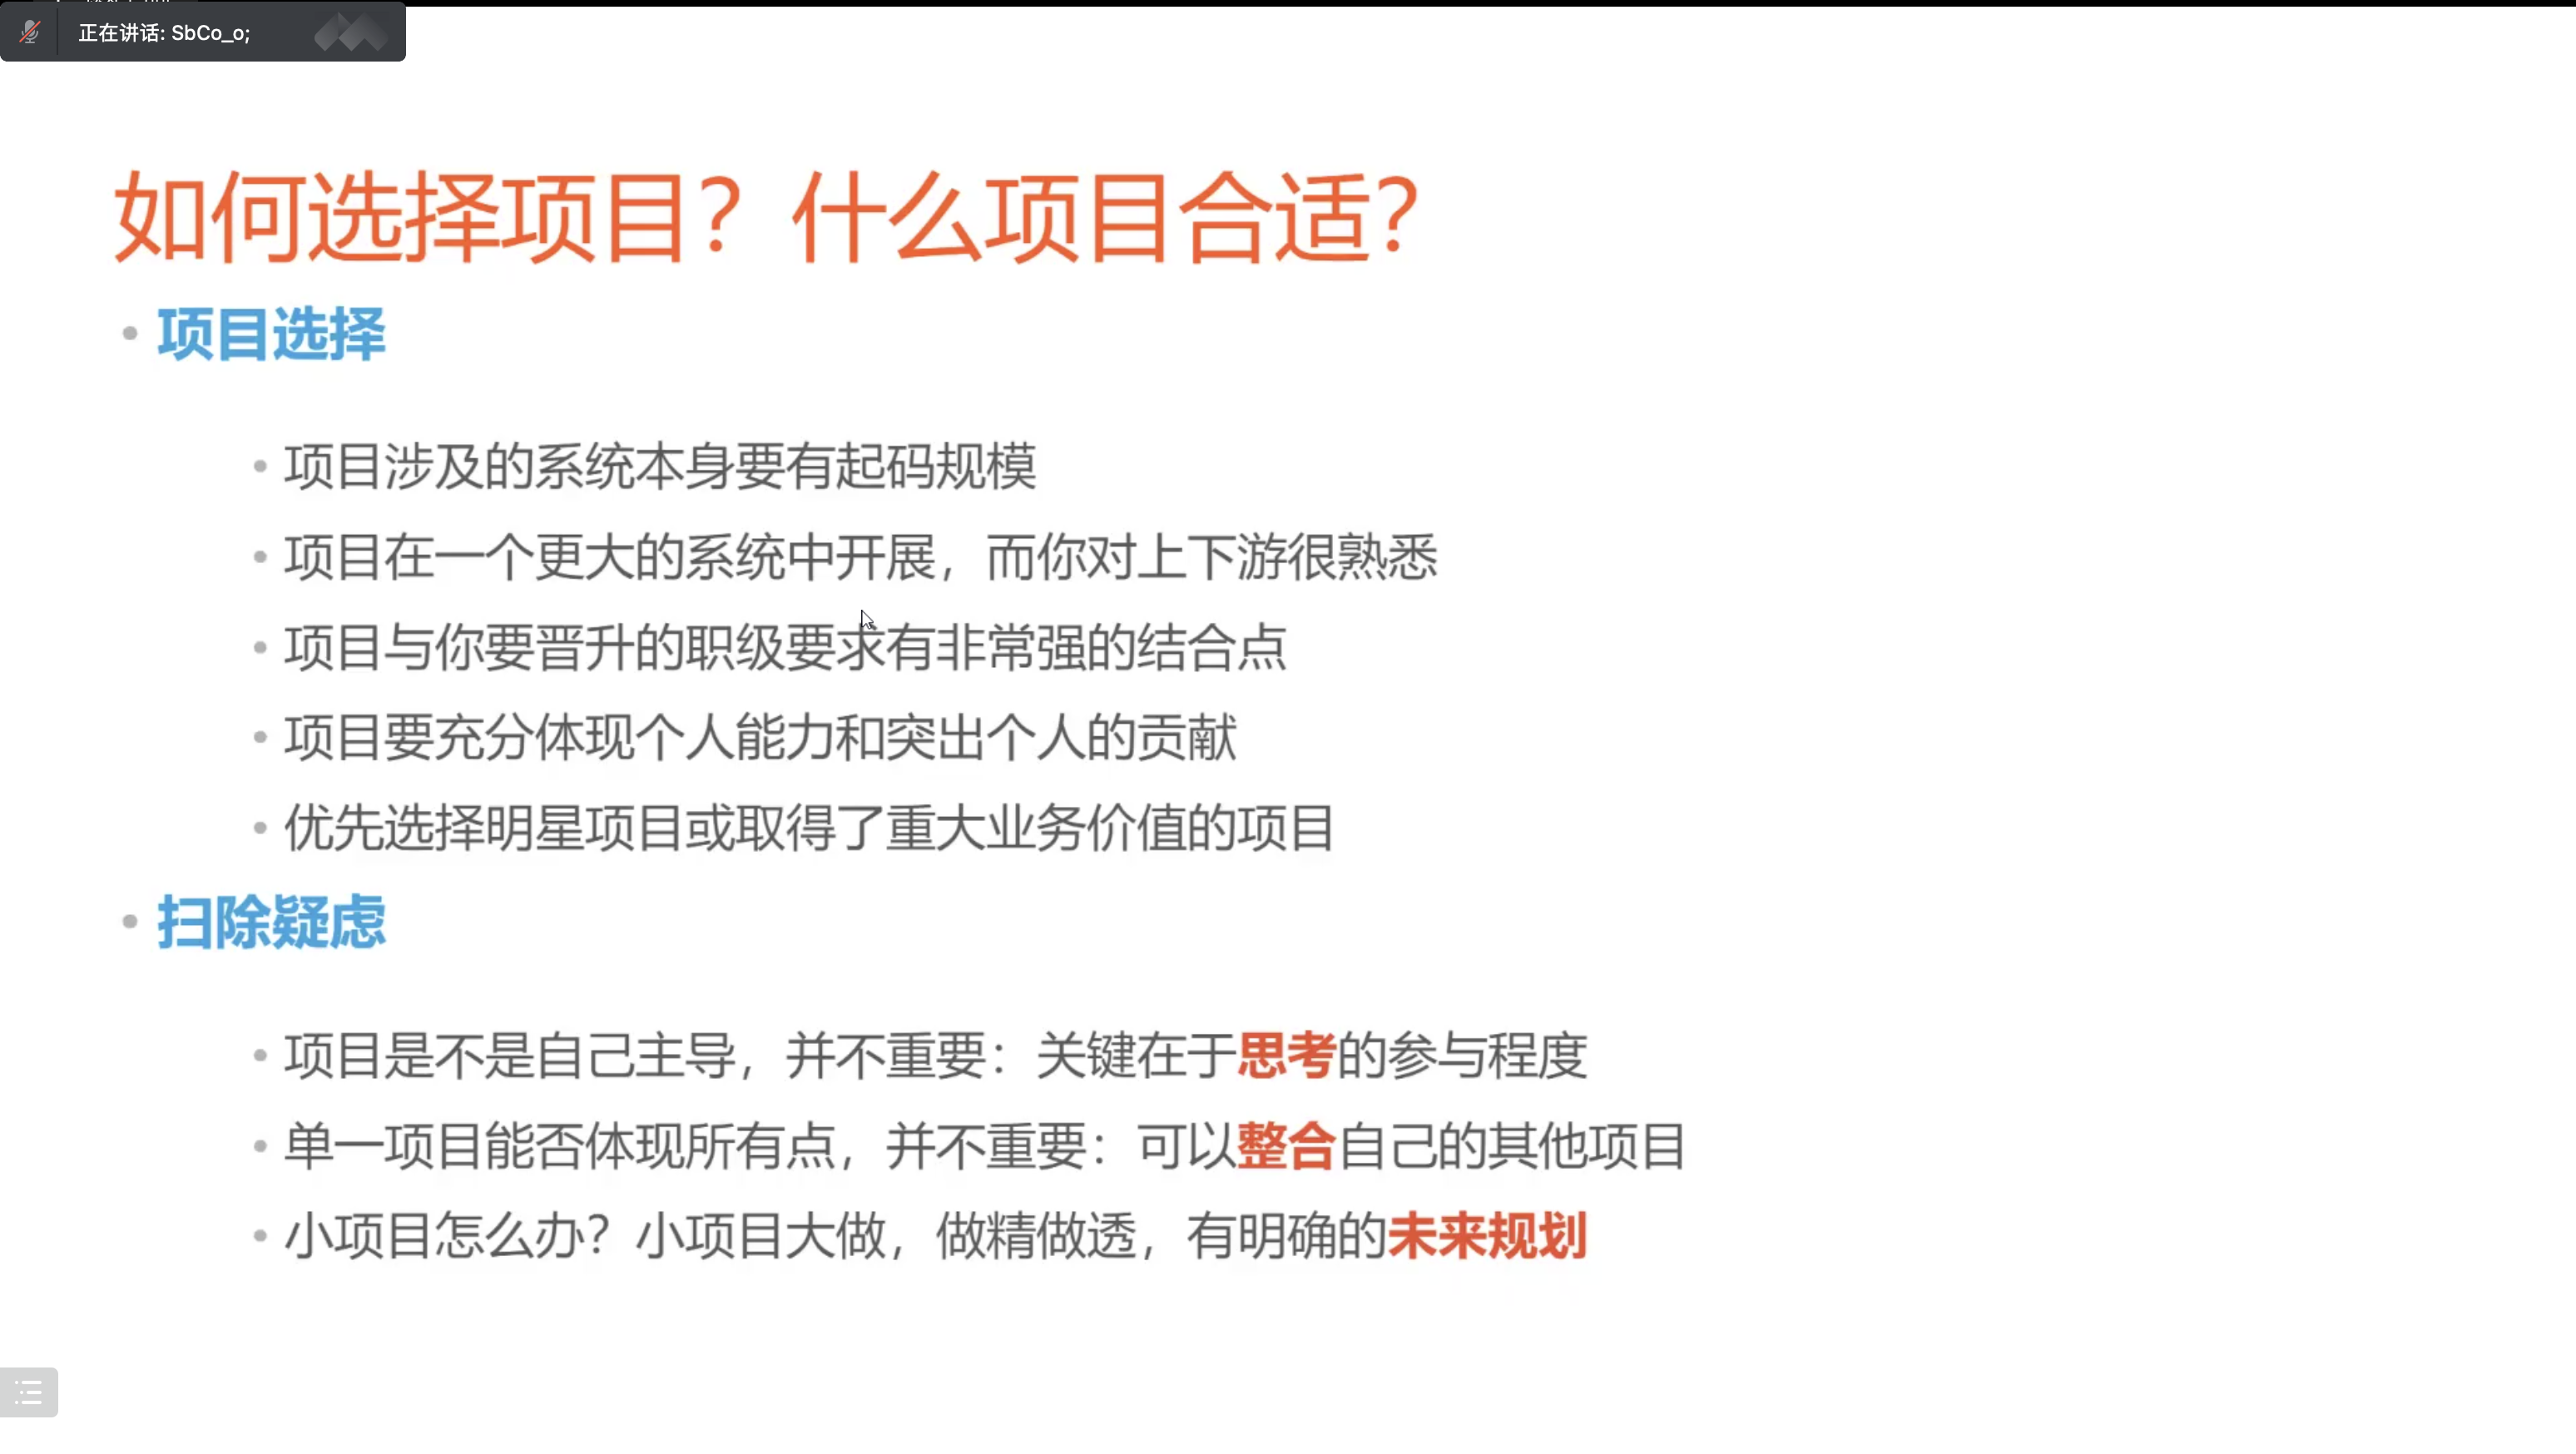 正在讲话: SbCo_o;
如何选择项目？什么项目合适？
• 项目选择
• 项目涉及的系统本身要有起码规模
• 项目在一个更大的系统中开展，而你对上下游很熟悉
• 项目与你要晋升的职级要求有非常强的结合点
• 项目要充分体现个人能力和突出个人的贡献
• 优先选择明星项目或取得了重大业务价值的项目
• 扫除疑虑
• 项目是不是自己主导，并不重要：关键在于思考的参与程度
• 单一项目能否体现所有点，并不重要：可以整合自己的其他项目
• 小项目怎么办？小项目大做，做精做透，有明确的未来规划